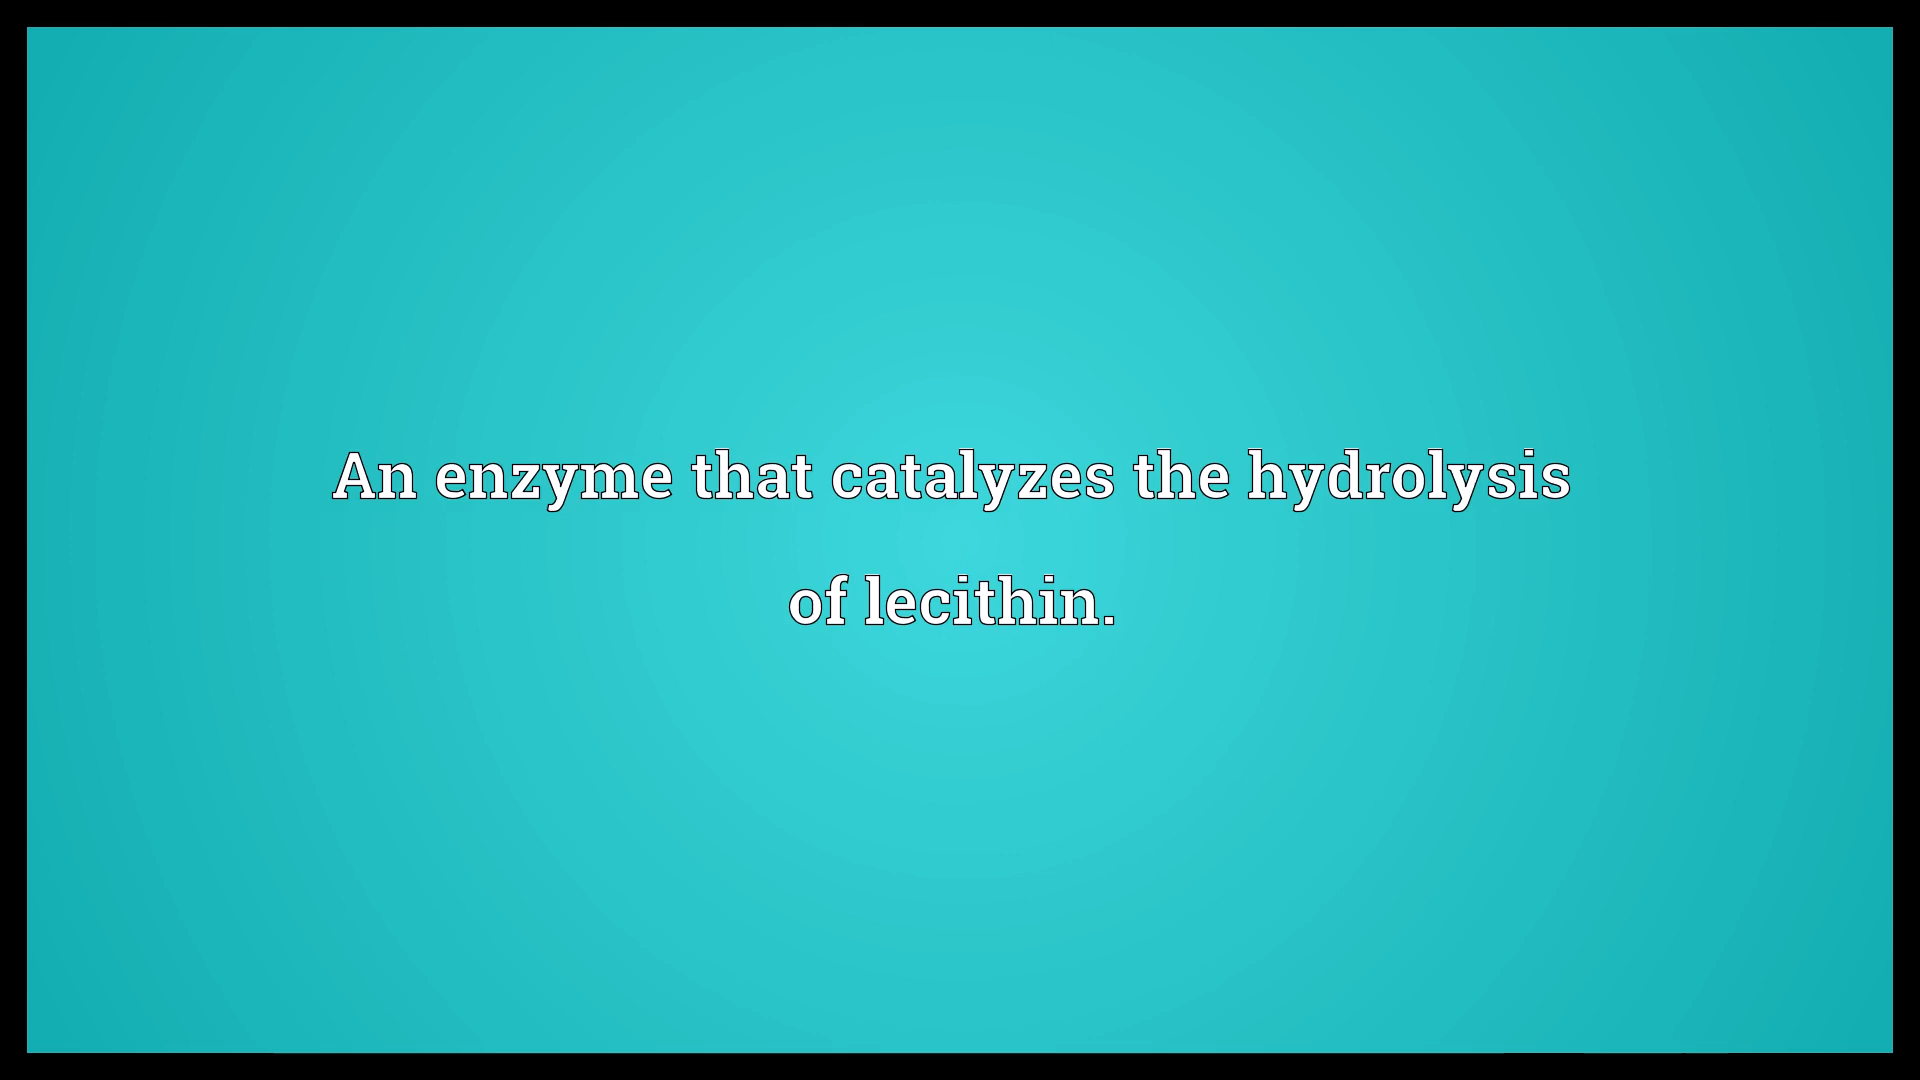 An enzyme that catalyzes the hydrolysis
of lecithin.